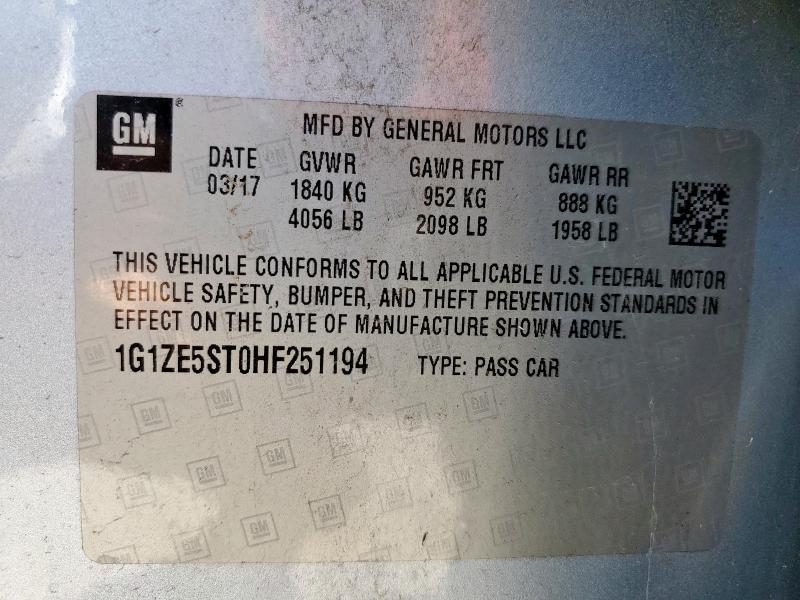 GM®
MFD BY GENERAL MOTORS LLC
DATE GVWR GAWR FRT GAWR RR
03/17 1840 KG 952 KG 888 KG
4056 LB 2098 LB 1958 LB
THIS VEHICLE CONFORMS TO ALL APPLICABLE U.S. FEDERAL MOTOR
VEHICLE SAFETY, BUMPER, AND THEFT PREVENTION STANDARDS IN
EFFECT ON THE DATE OF MANUFACTURE SHOWN ABOVE.
1G1ZE5ST0HF251194 TYPE: PASS CAR